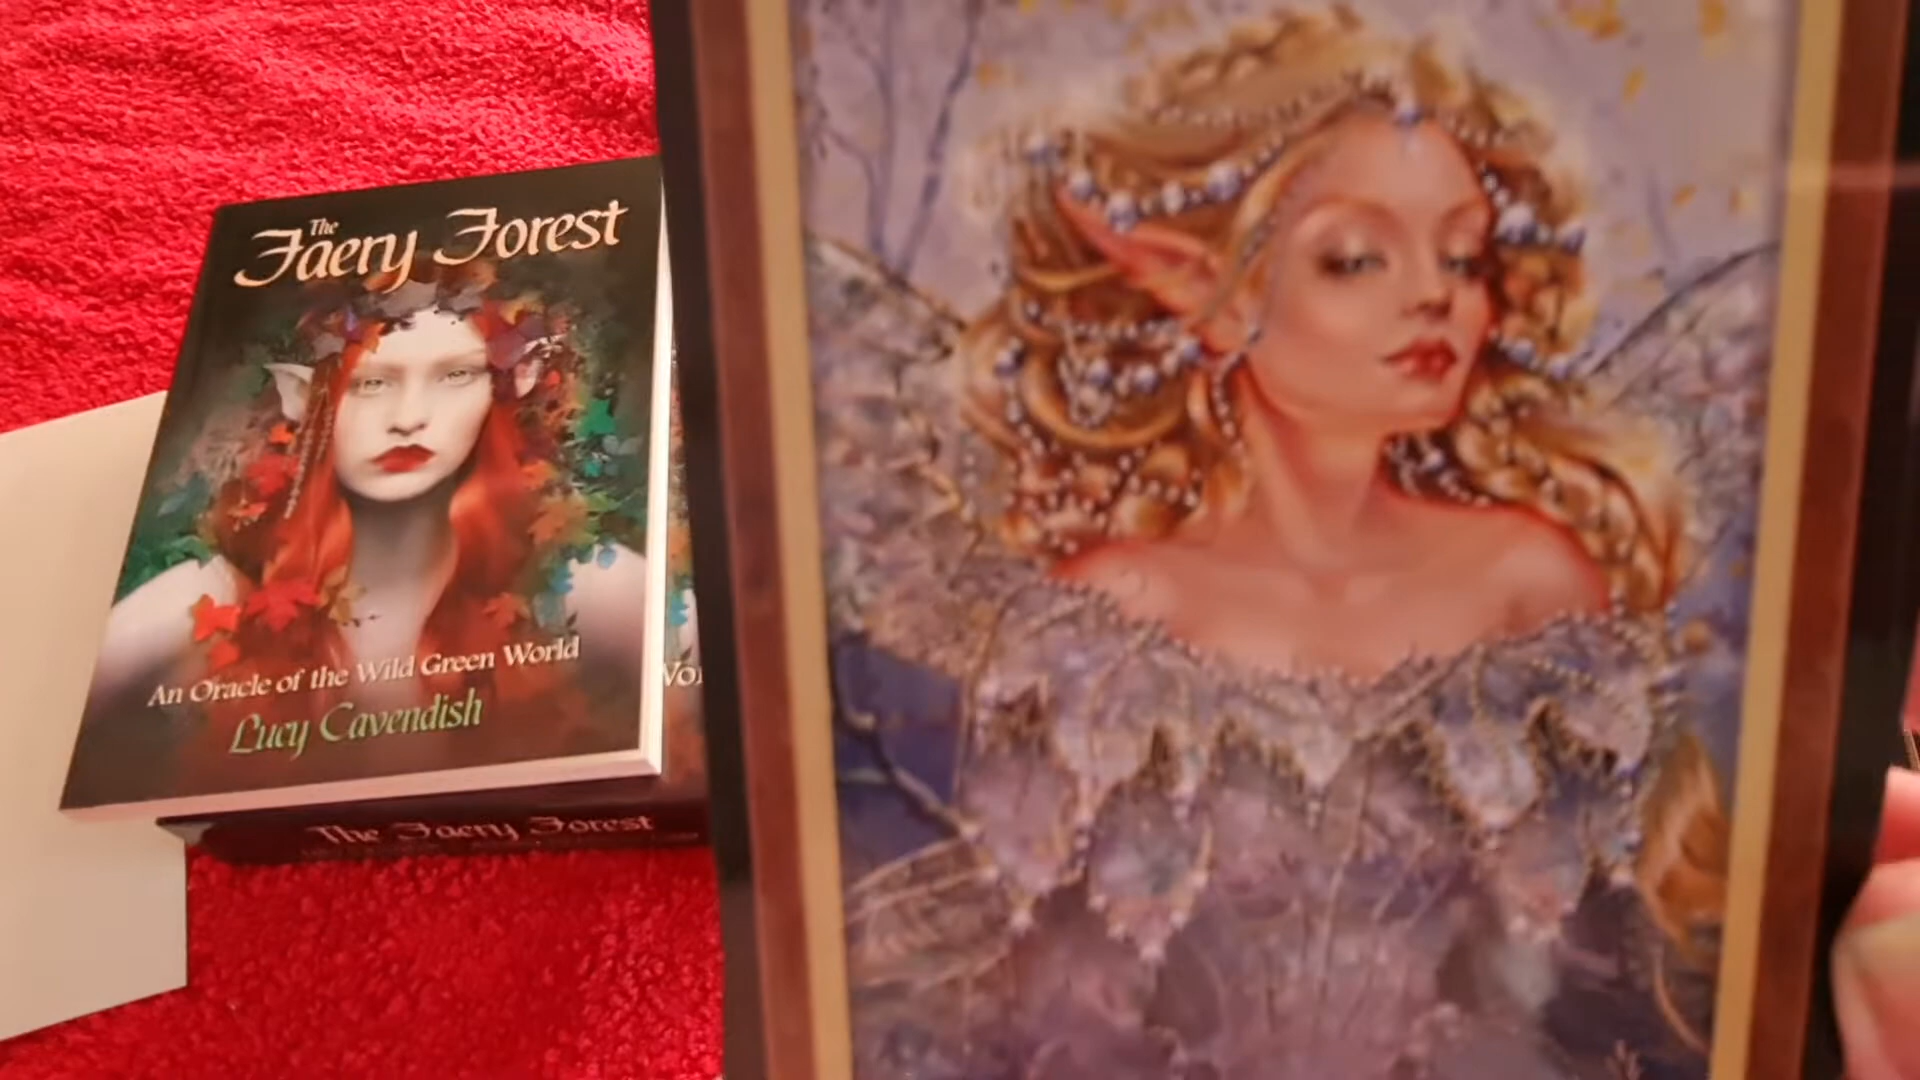 The
Faery Forest
An Oracle of the Wild Green World
Lucy Cavendish
The Faery Forest